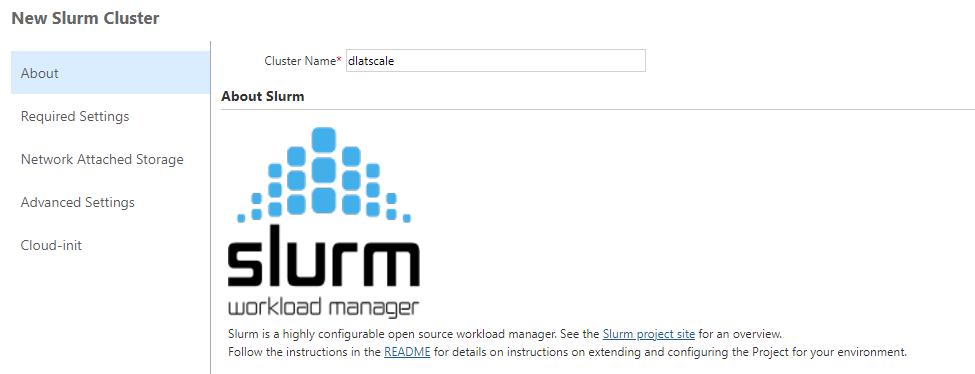 New Slurm Cluster
Cluster Name* dlatscale
About
Required Settings
Network Attached Storage
Advanced Settings
Cloud-init
About Slurm
slurm
workload manager
Slurm is a highly configurable open source workload manager. See the Slurm project site for an overview.
Follow the instructions in the README for details on instructions on extending and configuring the Project for your environment.